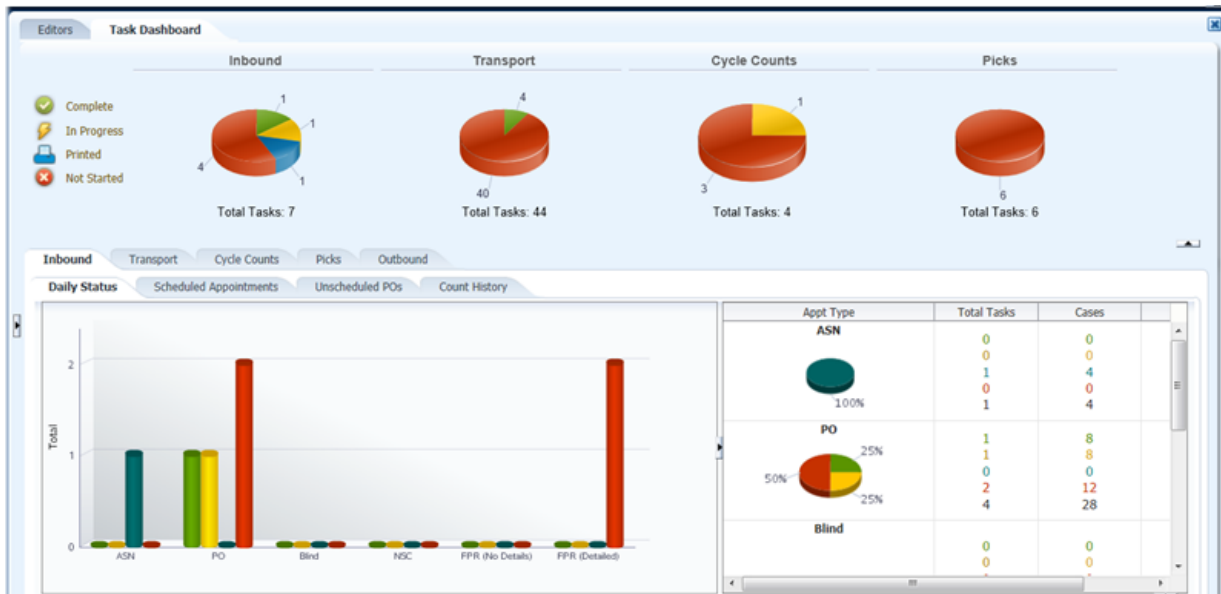 Editors Task Dashboard
Inbound Transport Cycle Counts Picks
Complete
In Progress
Printed
Not Started
1 1 1 4
4 40
1 3
6
Total Tasks: 7 Total Tasks: 44 Total Tasks: 4 Total Tasks: 6
Inbound Transport Cycle Counts Picks Outbound
Daily Status Scheduled Appointments Unscheduled POs Count History
Total
2
1
0
ASN PO Blind NSC FPR (No Details) FPR (Detailed)
Appt Type Total Tasks Cases
ASN
100%
0 0
0 0
1 4
0 0
1 4
PO
25%
50%
25%
1 8
1 8
0 0
2 12
4 28
Blind
0 0
0 0